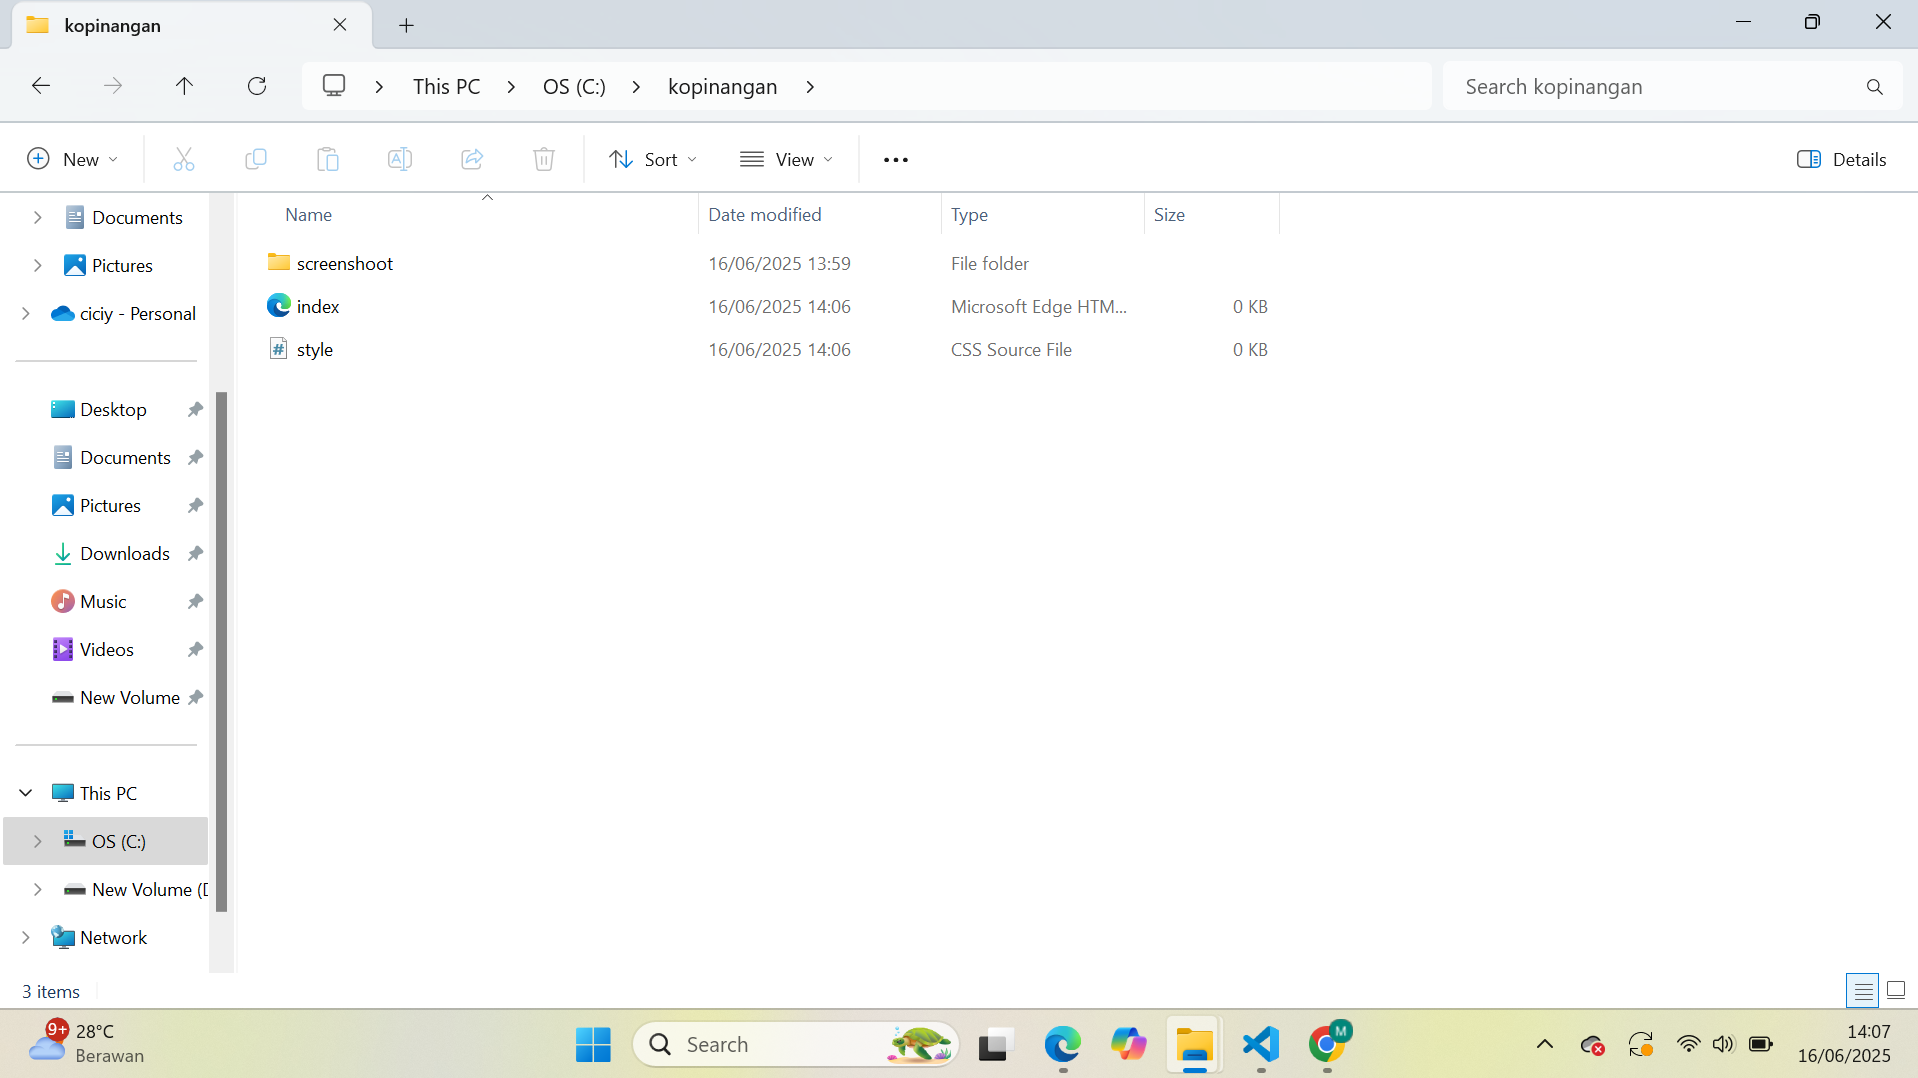 kopinangan
This PC
OS (C:)
kopinangan
Search kopinangan
New
Sort
View
Details
Name
Date modified
Type
Size
screenshoot
16/06/2025 13:59
File folder
index
16/06/2025 14:06
Microsoft Edge HTM...
0 KB
style
16/06/2025 14:06
CSS Source File
0 KB
Documents
Pictures
ciciy - Personal
Desktop
Documents
Pictures
Downloads
Music
Videos
New Volume
This PC
OS (C:)
New Volume (D
Network
3 items
9+
28°C
Berawan
Search
M
14:07
16/06/2025